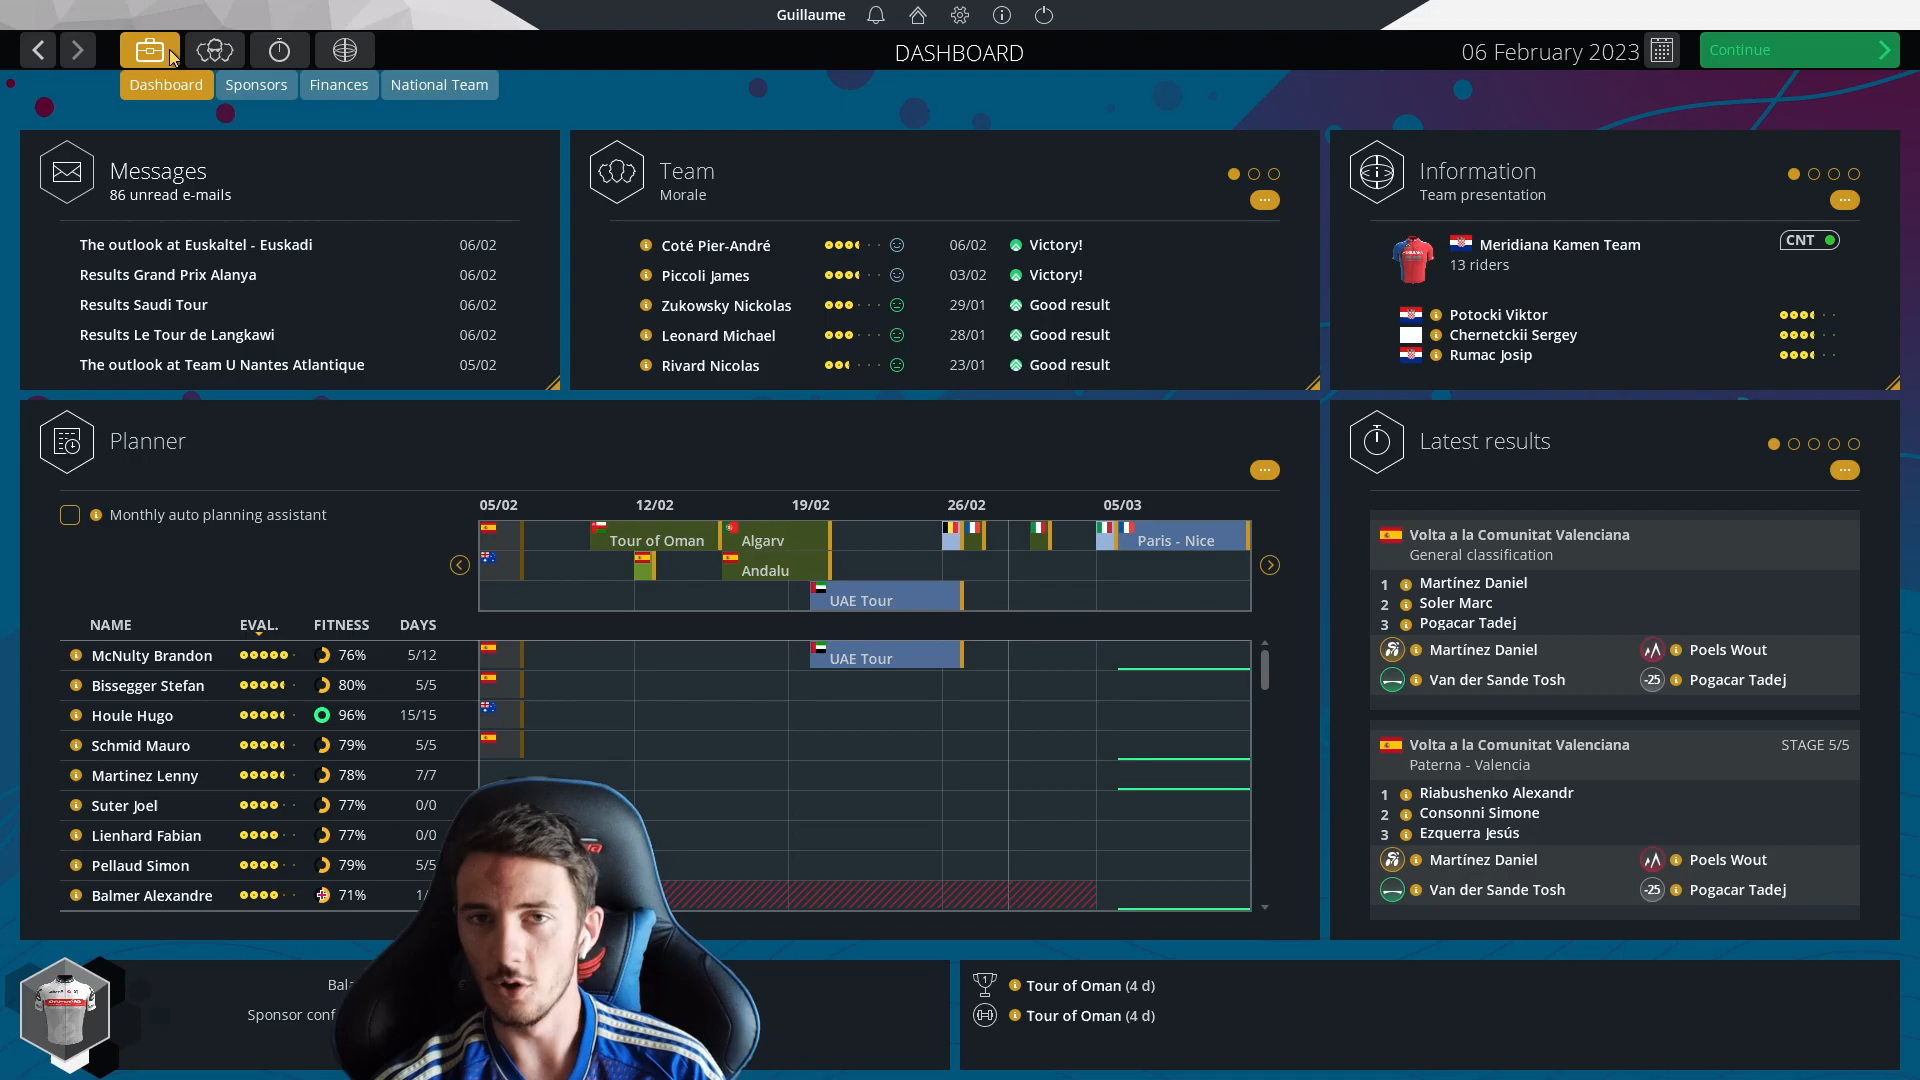 Guillaume
DASHBOARD
06 February 2023
Continue
Dashboard
Sponsors
Finances
National Team
Messages
86 unread e-mails
The outlook at Euskaltel - Euskadi 06/02
Results Grand Prix Alanya 06/02
Results Saudi Tour 06/02
Results Le Tour de Langkawi 06/02
The outlook at Team U Nantes Atlantique 05/02
Team
Morale
Coté Pier-André 06/02 Victory!
Piccoli James 03/02 Victory!
Zukowsky Nickolas 29/01 Good result
Leonard Michael 28/01 Good result
Rivard Nicolas 23/01 Good result
Information
Team presentation
Meridiana Kamen Team CNT
13 riders
Potocki Viktor
Chernetckii Sergey
Rumac Josip
Planner
Monthly auto planning assistant
05/02 12/02 19/02 26/02 05/03
Tour of Oman Algarv Paris - Nice
Andalu
UAE Tour
NAME EVAL. FITNESS DAYS
McNulty Brandon 76% 5/12 UAE Tour
Bissegger Stefan 80% 5/5
Houle Hugo 96% 15/15
Schmid Mauro 79% 5/5
Martinez Lenny 78% 7/7
Suter Joel 77% 0/0
Lienhard Fabian 77% 0/0
Pellaud Simon 79% 5/5
Balmer Alexandre 71% 1/
Latest results
Volta a la Comunitat Valenciana
General classification
1 Martínez Daniel
2 Soler Marc
3 Pogacar Tadej
Martínez Daniel Poels Wout
Van der Sande Tosh -25 Pogacar Tadej
Volta a la Comunitat Valenciana STAGE 5/5
Paterna - Valencia
1 Riabushenko Alexandr
2 Consonni Simone
3 Ezquerra Jesús
Martínez Daniel Poels Wout
Van der Sande Tosh -25 Pogacar Tadej
Bala
Sponsor conf
1 Tour of Oman (4 d)
Tour of Oman (4 d)